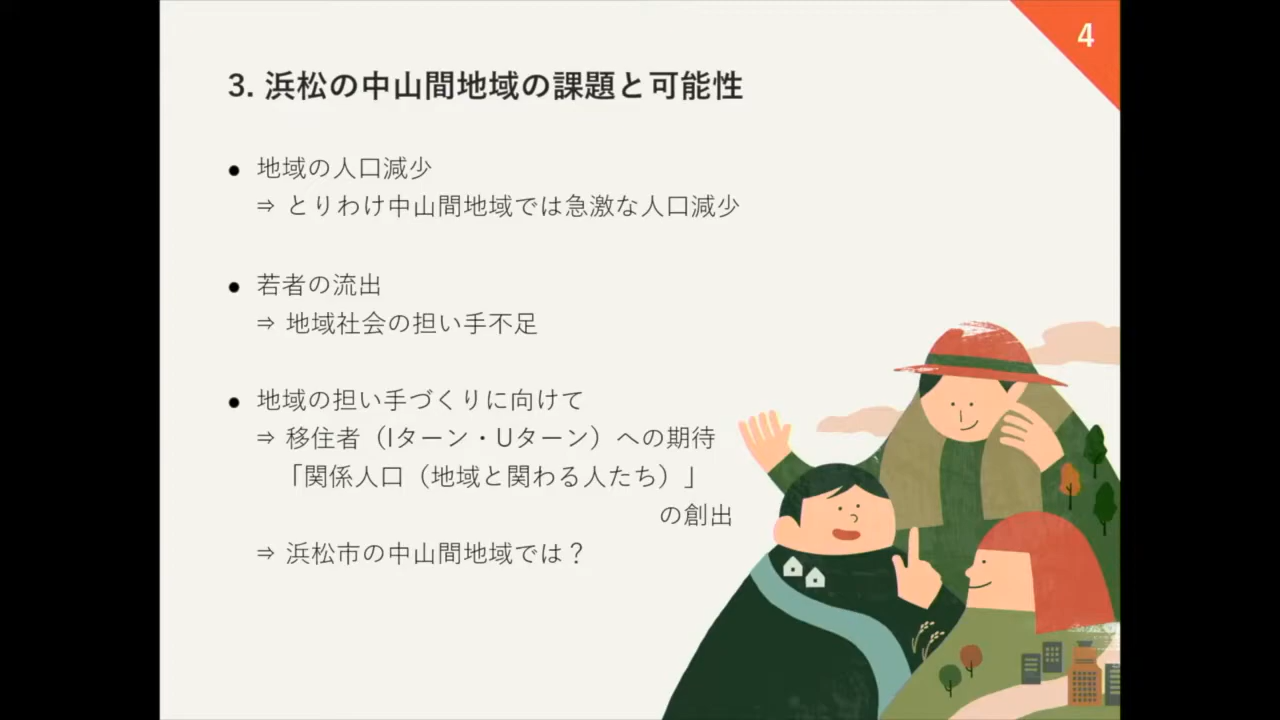 4
3. 浜松の中山間地域の課題と可能性
● 地域の人口減少
⇒ とりわけ中山間地域では急激な人口減少
● 若者の流出
⇒ 地域社会の担い手不足
● 地域の担い手づくりに向けて
⇒ 移住者（Iターン・Uターン）への期待
「関係人口（地域と関わる人たち）」
の創出
⇒ 浜松市の中山間地域では？